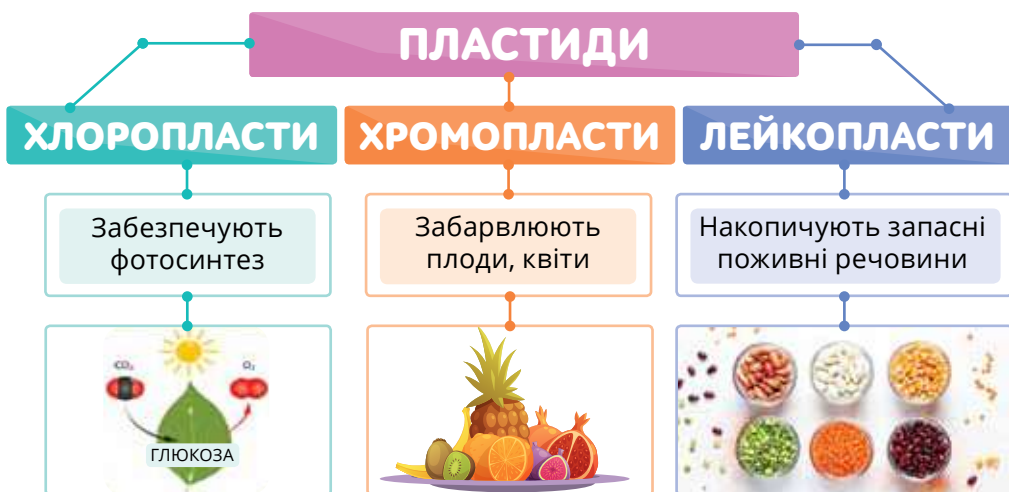 ПЛАСТИДИ
ХЛОРОПЛАСТИ
ХРОМОПЛАСТИ
ЛЕЙКОПЛАСТИ
Забезпечують
фотосинтез
Забарвлюють
плоди, квіти
Накопичують запасні
поживні речовини
CO₂
O₂
ГЛЮКОЗА